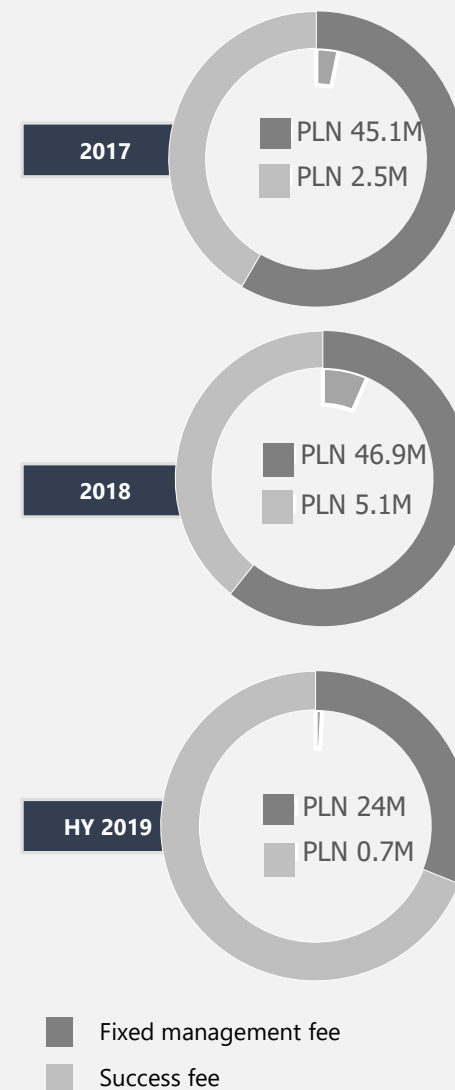 2017
PLN 45.1M
PLN 2.5M
2018
PLN 46.9M
PLN 5.1M
HY 2019
PLN 24M
PLN 0.7M
Fixed management fee
Success fee